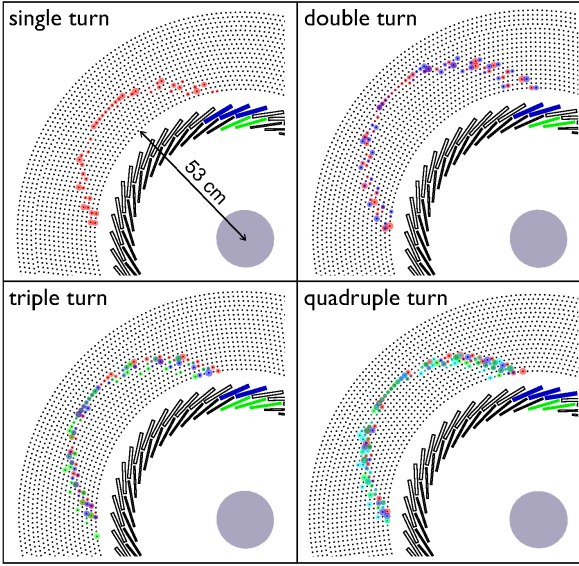 single turn
double turn
53 cm
triple turn
quadruple turn